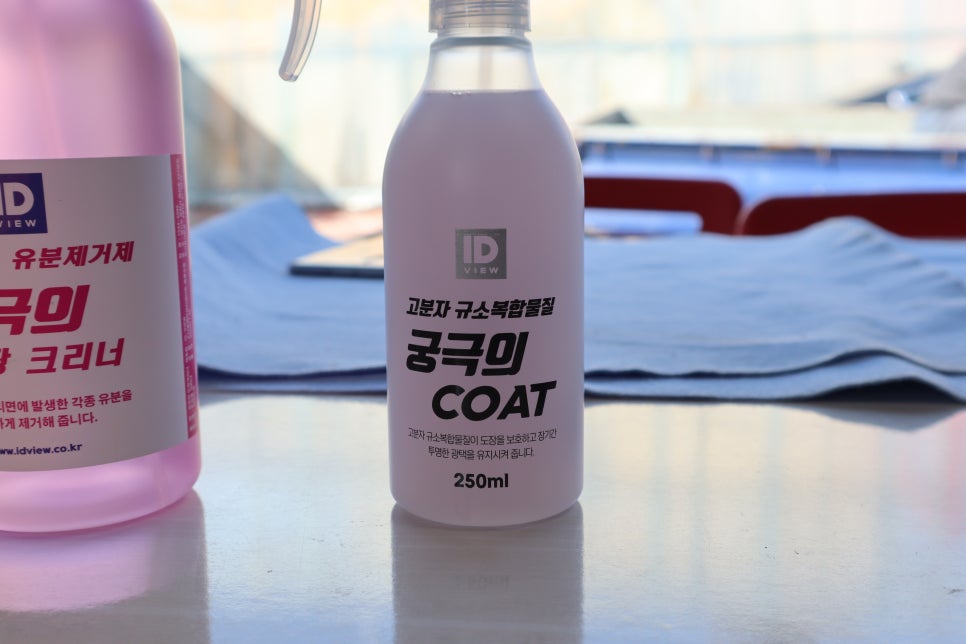 ID
VIEW
유분제거제
극의
크리너
발생한 각종 유분을
제거해 줍니다.
www.idview.co.kr
ID
VIEW
고분자 규소복합물질
궁극의
COAT
고분자 규소복합물질이 도장을 보호하고 장기간
투명한 광택을 유지시켜 줍니다.
250ml